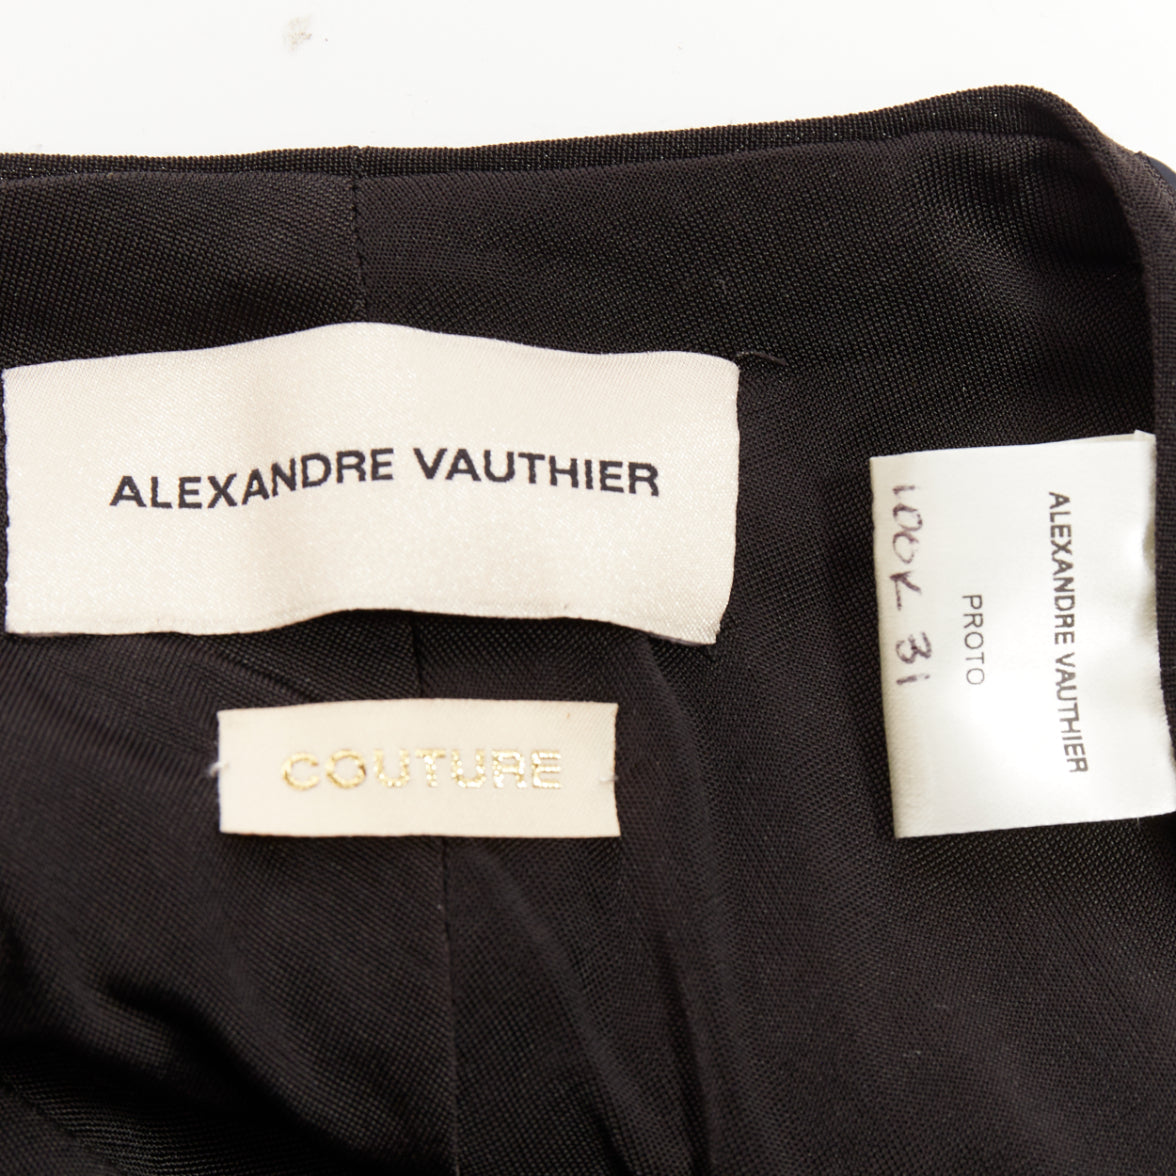 ALEXANDRE VAUTHIER
COUTURE
ALEXANDRE VAUTHIER
PROTO
LOOK 31